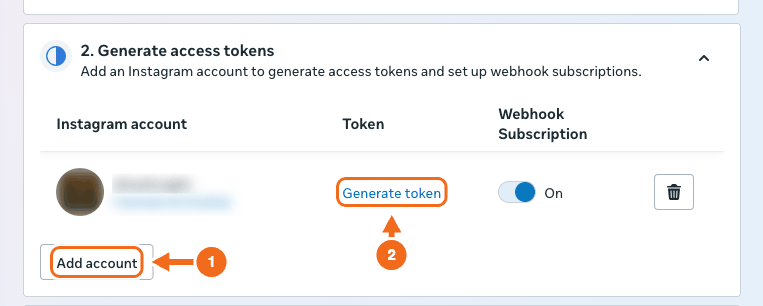 2. Generate access tokens
Add an Instagram account to generate access tokens and set up webhook subscriptions.
Instagram account
Token
Webhook
Subscription
Generate token
On
2
Add account
1